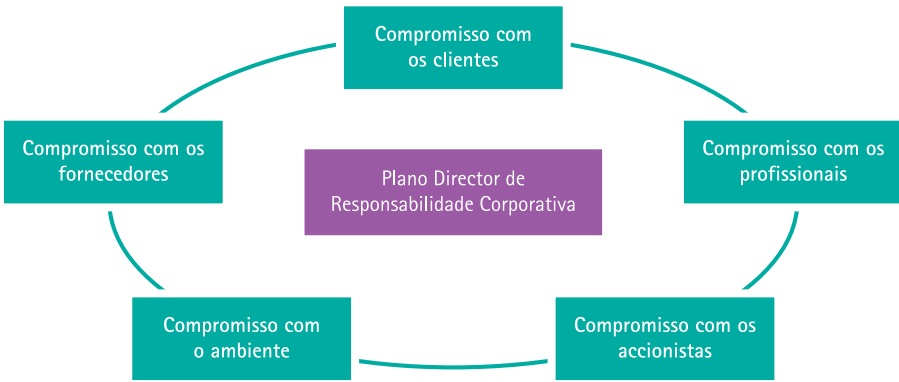 Compromisso com
os clientes
Compromisso com os
fornecedores
Compromisso com os
profissionais
Plano Director de
Responsabilidade Corporativa
Compromisso com
o ambiente
Compromisso com os
accionistas